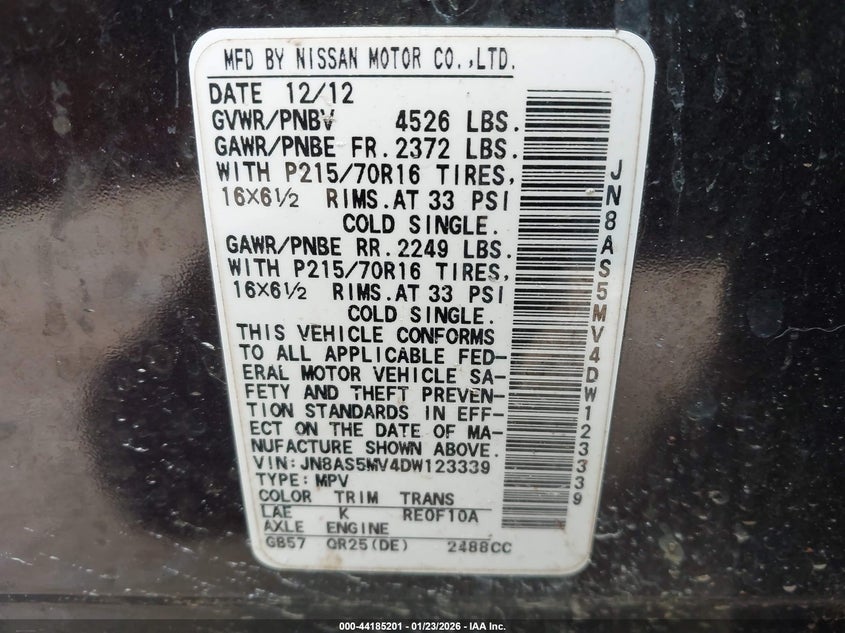 MFD BY NISSAN MOTOR CO.,LTD.
DATE 12/12
GVWR/PNBV 4526 LBS.
GAWR/PNBE FR. 2372 LBS.
WITH P215/70R16 TIRES,
16X6½ RIMS. AT 33 PSI
COLD SINGLE.
GAWR/PNBE RR. 2249 LBS.
WITH P215/70R16 TIRES,
16X6½ RIMS. AT 33 PSI
COLD SINGLE.
THIS VEHICLE CONFORMS
TO ALL APPLICABLE FED-
ERAL MOTOR VEHICLE SA-
FETY AND THEFT PREVEN-
TION STANDARDS IN EFF-
ECT ON THE DATE OF MA-
NUFACTURE SHOWN ABOVE.
VIN: JN8AS5MV4DW123339
TYPE: MPV
COLOR TRIM TRANS
LAE K RE0F10A
AXLE ENGINE
GB57 QR25(DE) 2488CC
JN8AS5MV4DW123339
000-44185201 - 01/23/2026 - IAA Inc.